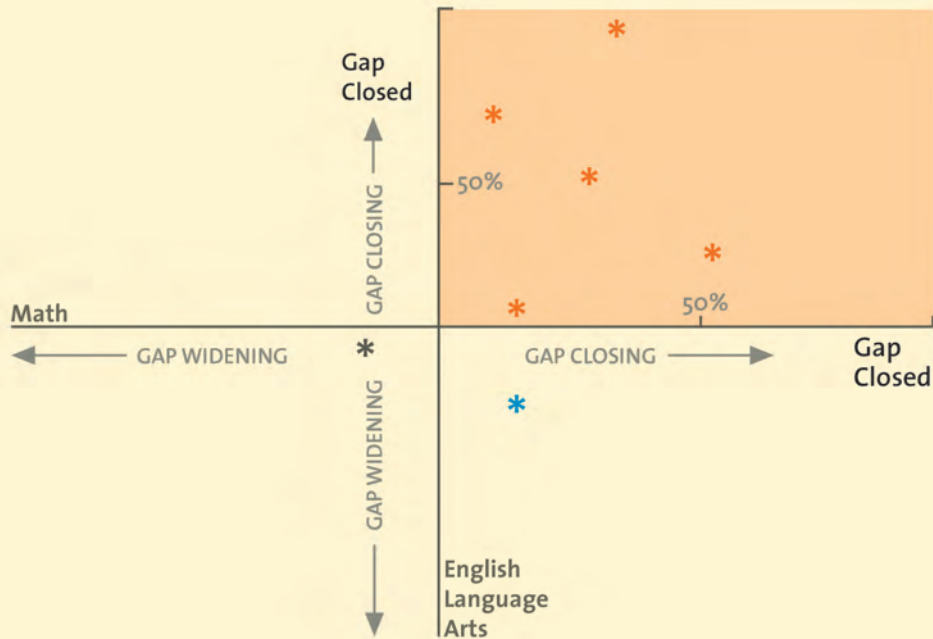 Gap
Closed
GAP CLOSING
50%
Math
50%
GAP WIDENING
GAP CLOSING
Gap
Closed
GAP WIDENING
English
Language
Arts